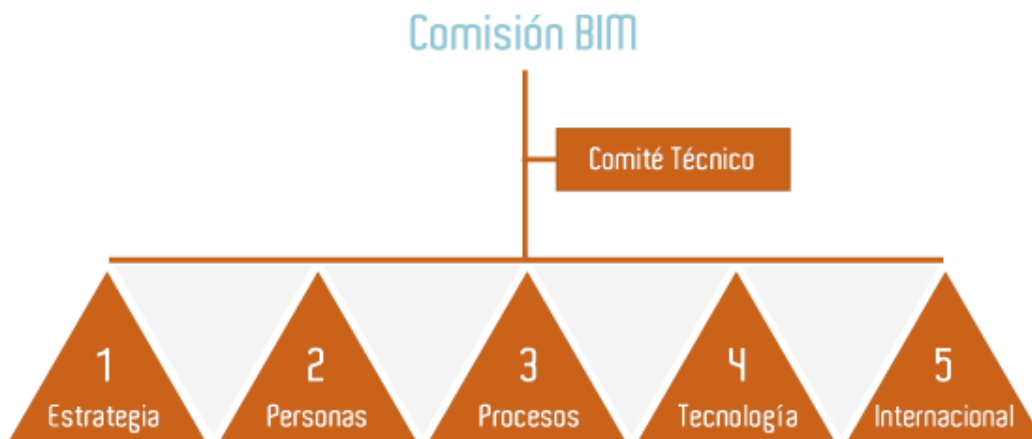 Comisión BIM
Comité Técnico
1
Estrategia
2
Personas
3
Procesos
4
Tecnología
5
Internacional